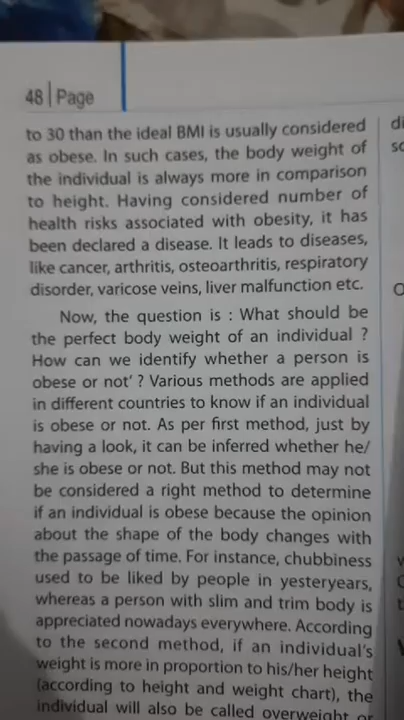 48 | Page
to 30 than the ideal BMI is usually considered
as obese. In such cases, the body weight of
the individual is always more in comparison
to height. Having considered number of
health risks associated with obesity, it has
been declared a disease. It leads to diseases,
like cancer, arthritis, osteoarthritis, respiratory
disorder, varicose veins, liver malfunction etc.
Now, the question is : What should be
the perfect body weight of an individual ?
How can we identify whether a person is
obese or not' ? Various methods are applied
in different countries to know if an individual
is obese or not. As per first method, just by
having a look, it can be inferred whether he/
she is obese or not. But this method may not
be considered a right method to determine
if an individual is obese because the opinion
about the shape of the body changes with
the passage of time. For instance, chubbiness
used to be liked by people in yesteryears,
whereas a person with slim and trim body is
appreciated nowadays everywhere. According
to the second method, if an individual's
weight is more in proportion to his/her height
(according to height and weight chart), the
individual will also be called overweight or